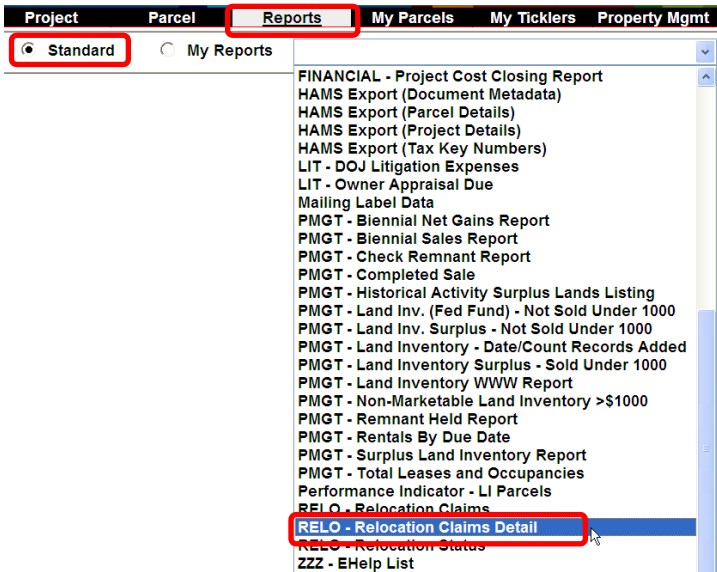 Project Parcel Reports My Parcels My Ticklers Property Mgmt
Standard My Reports
FINANCIAL - Project Cost Closing Report
HAMS Export (Document Metadata)
HAMS Export (Parcel Details)
HAMS Export (Project Details)
HAMS Export (Tax Key Numbers)
LIT - DOJ Litigation Expenses
LIT - Owner Appraisal Due
Mailing Label Data
PMGT - Biennial Net Gains Report
PMGT - Biennial Sales Report
PMGT - Check Remnant Report
PMGT - Completed Sale
PMGT - Historical Activity Surplus Lands Listing
PMGT - Land Inv. (Fed Fund) - Not Sold Under 1000
PMGT - Land Inv. Surplus - Not Sold Under 1000
PMGT - Land Inventory - Date/Count Records Added
PMGT - Land Inventory Surplus - Sold Under 1000
PMGT - Land Inventory WWW Report
PMGT - Non-Marketable Land Inventory >$1000
PMGT - Remnant Held Report
PMGT - Rentals By Due Date
PMGT - Surplus Land Inventory Report
PMGT - Total Leases and Occupancies
Performance Indicator - LI Parcels
RELO - Relocation Claims
RELO - Relocation Claims Detail
RELO - Relocation Status
ZZZ - EHelp List